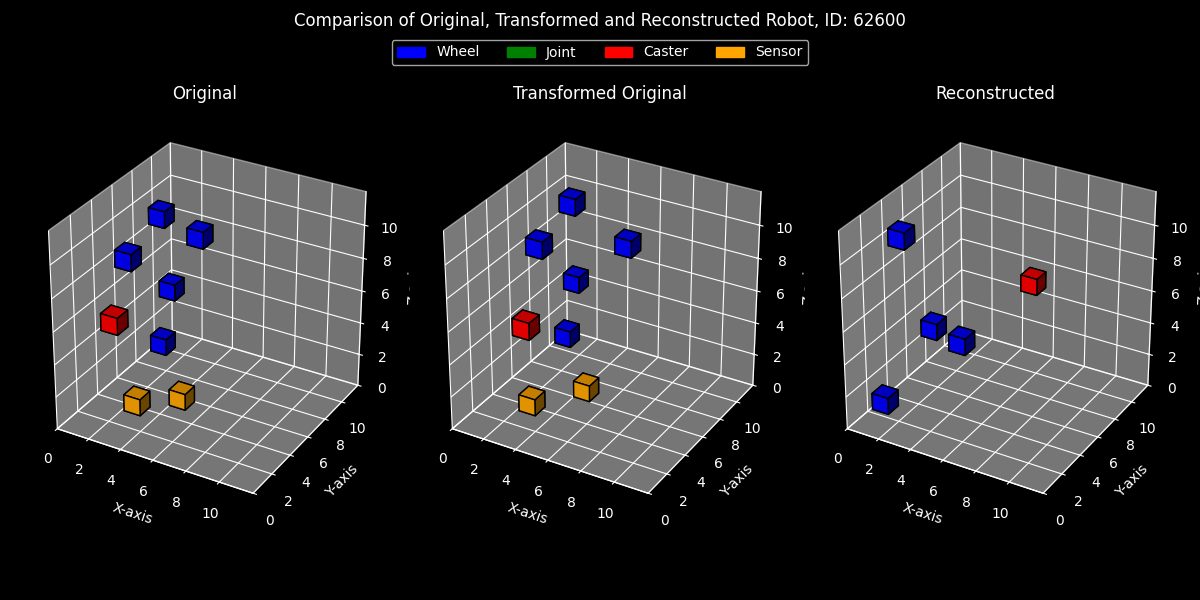 Comparison of Original, Transformed and Reconstructed Robot, ID: 62600
Wheel Joint Caster Sensor
Original
Transformed Original
Reconstructed
0 2 4 6 8 10
X-axis
0 2 4 6 8 10
Y-axis
0 2 4 6 8 10
0 2 4 6 8 10
X-axis
0 2 4 6 8 10
Y-axis
0 2 4 6 8 10
0 2 4 6 8 10
X-axis
0 2 4 6 8 10
Y-axis
0 2 4 6 8 10